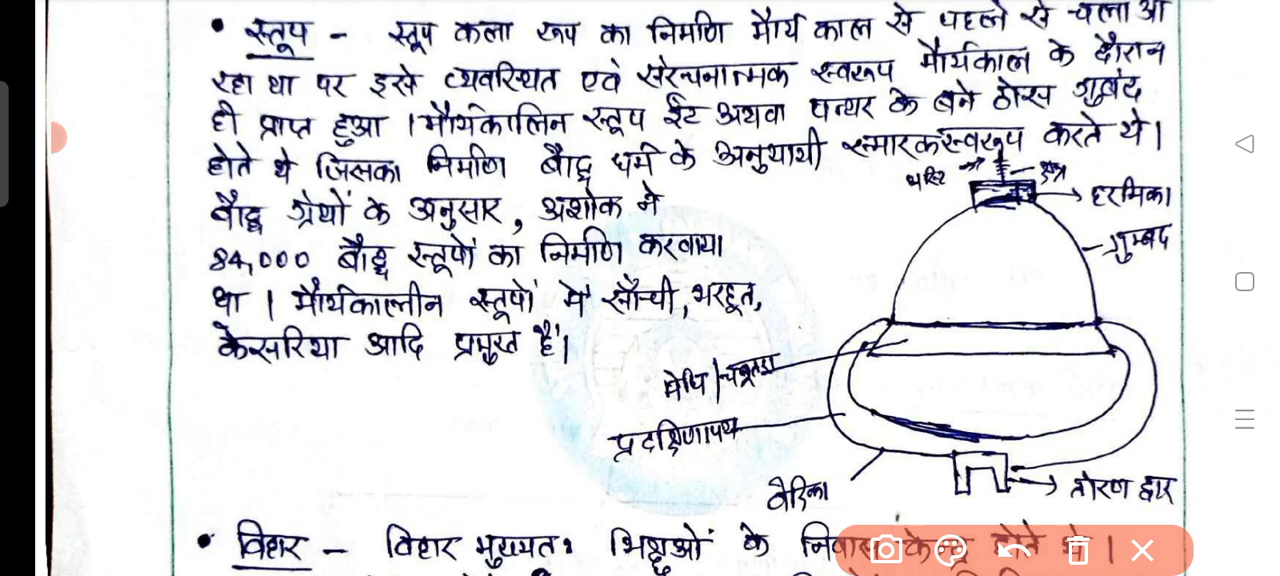 • स्तूप - स्तूप कला रूप का निर्माण मौर्य काल से पहले से चला आ
रहा था पर इसे व्यवस्थित एवं संरचनात्मक स्वरूप मौर्यकाल के दौरान
ही प्राप्त हुआ । मौर्यकालिन स्तूप ईट अथवा पत्थर के बने ठोस गुबंद
होते थे जिसका निर्माण बौद्ध धर्म के अनुयायी स्मारकस्वरूप करते थे।
बौद्ध ग्रंथों के अनुसार, अशोक ने
84,000 बौद्ध स्तूपों का निर्माण करवाया
था । मौर्यकालीन स्तूपों में साँची, भरहूत,
केसरिया आदि प्रमुख हैं।
यष्टि
छत्र
हरमिका
गुम्बद
मेधि / चबूतरा
प्रदक्षिणापथ
वेदिका
तोरण द्वार
• विहार - विहार मुख्यतः भिक्षुओं के निवास केन्द्र होते थे ।